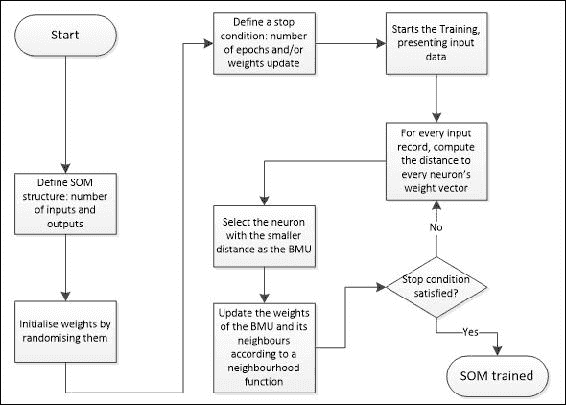 Start
Define SOM
structure: number
of inputs and
outputs
Initialise weights by
randomising them
Define a stop
condition: number
of epochs and/or
weights update
Starts the Training,
presenting input
data
For every input
record, compute
the distance to
every neuron's
weight vector
Select the neuron
with the smaller
distance as the BMU
Update the weights
of the BMU and its
neighbours
according to a
neighbourhood
function
Stop condition
satisfied?
No
Yes
SOM trained